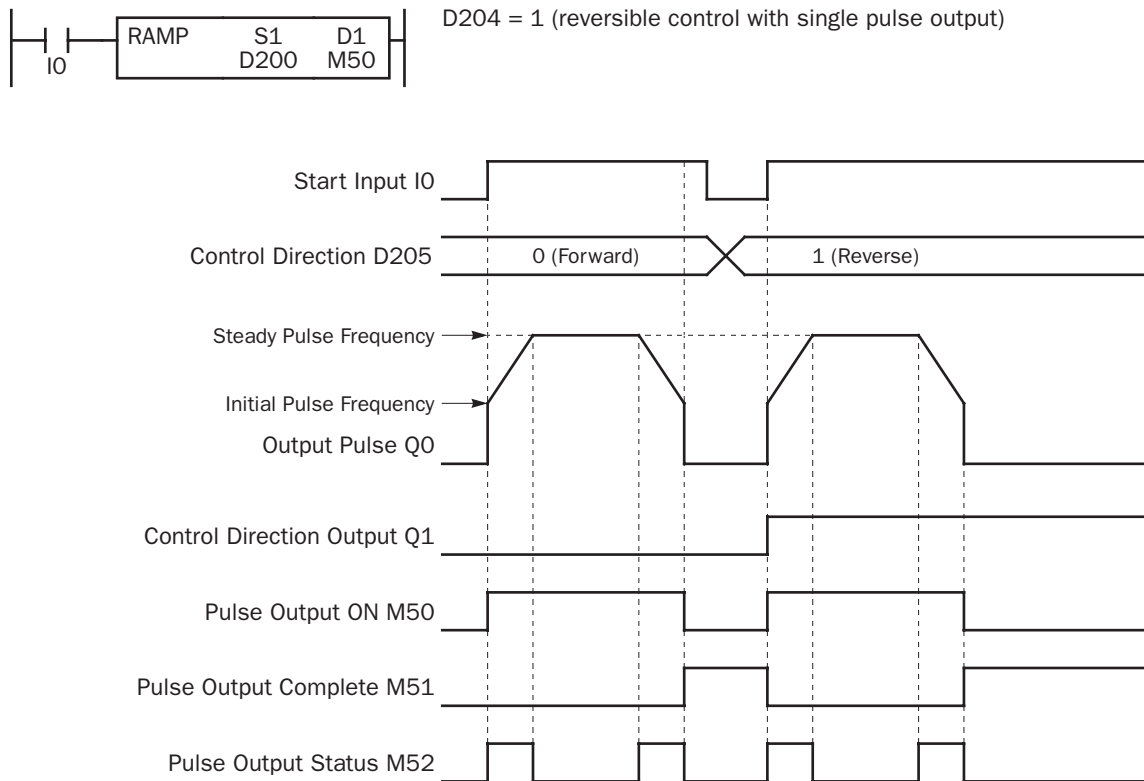 RAMP S1 D1
D200 M50
I0
D204 = 1 (reversible control with single pulse output)
Start Input I0
Control Direction D205
0 (Forward)
1 (Reverse)
Steady Pulse Frequency
Initial Pulse Frequency
Output Pulse Q0
Control Direction Output Q1
Pulse Output ON M50
Pulse Output Complete M51
Pulse Output Status M52